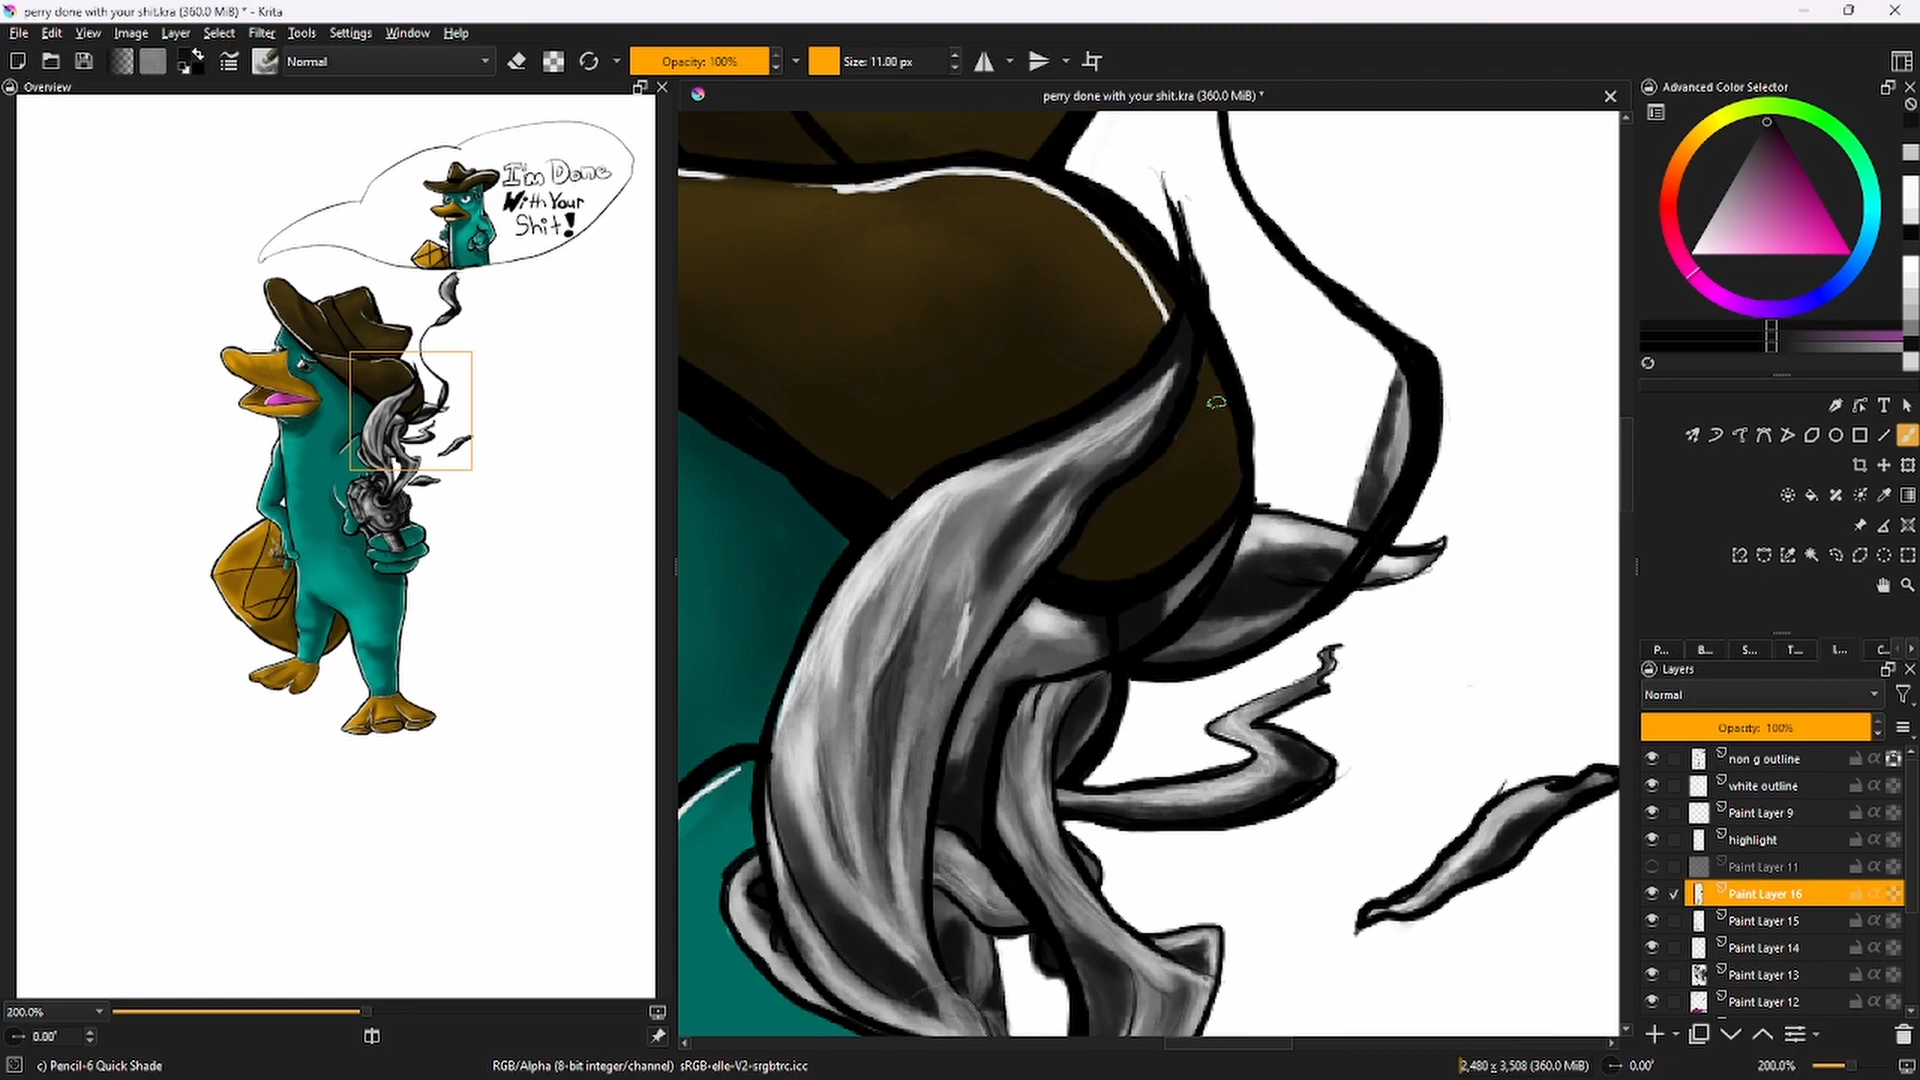 perry done with your shit.kra (360.0 MiB) * - Krita
File Edit View Image Layer Select Filter Tools Settings Window Help
Normal
Opacity: 100%
Size: 11.00 px
Overview
perry done with your shit.kra (360.0 MiB) *
Advanced Color Selector
I'm Done
With Your
Shit!
P... B... S... T... L... C...
Layers
Normal
Opacity: 100%
non g outline
white outline
Paint Layer 9
highlight
Paint Layer 11
Paint Layer 16
Paint Layer 15
Paint Layer 14
Paint Layer 13
Paint Layer 12
200.0%
0.00°
c) Pencil-6 Quick Shade
RGB/Alpha (8-bit integer/channel) sRGB-elle-V2-srgbtrc.icc
2,480 x 3,508 (360.0 MiB)
0.00°
200.0%